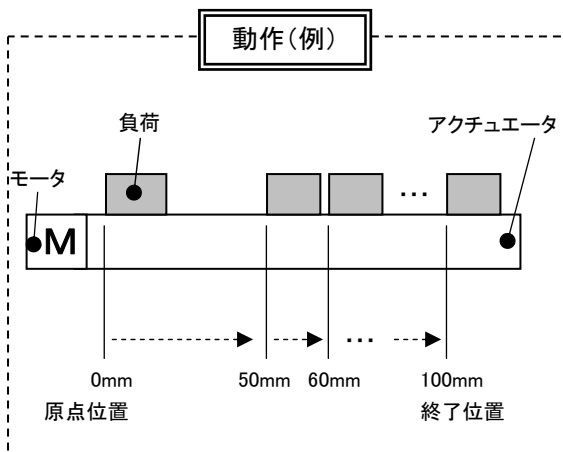 動作(例)
負荷
アクチュエータ
モータ
M
...
...
0mm
50mm
60mm
100mm
原点位置
終了位置